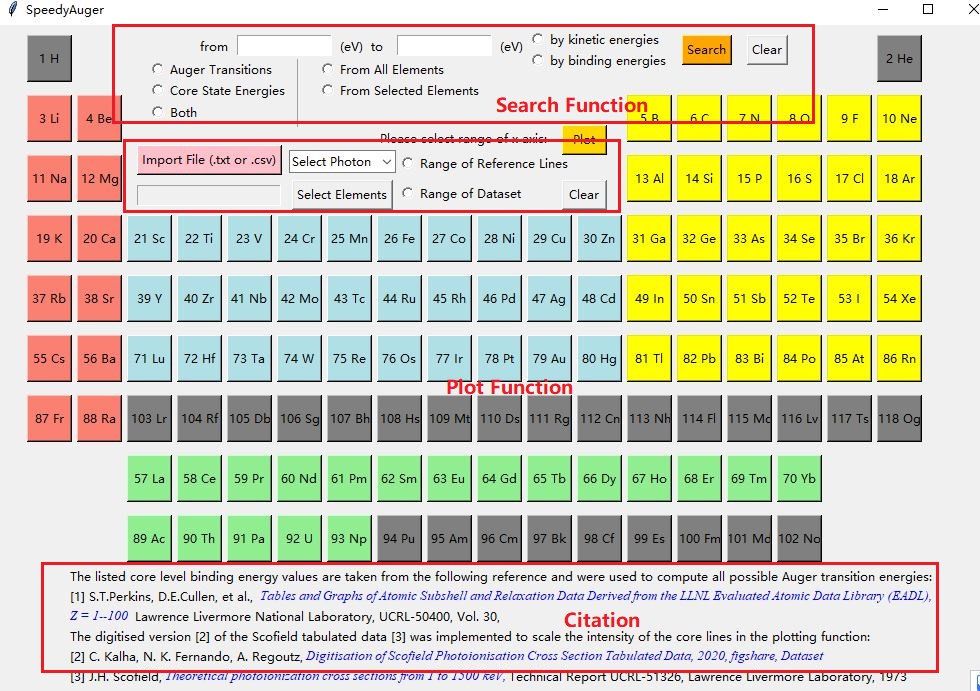 SpeedyAuger
1 H
from (eV) to (eV)
by kinetic energies
by binding energies
Search
Clear
2 He
Auger Transitions
From All Elements
Core State Energies
From Selected Elements
Both
Search Function
3 Li 4 Be 5 B 6 C 7 N 8 O 9 F 10 Ne
Please select range of x axis: Plot
Import File (.txt or .csv) Select Photon Range of Reference Lines
11 Na 12 Mg 13 Al 14 Si 15 P 16 S 17 Cl 18 Ar
Select Elements Range of Dataset Clear
19 K 20 Ca 21 Sc 22 Ti 23 V 24 Cr 25 Mn 26 Fe 27 Co 28 Ni 29 Cu 30 Zn 31 Ga 32 Ge 33 As 34 Se 35 Br 36 Kr
37 Rb 38 Sr 39 Y 40 Zr 41 Nb 42 Mo 43 Tc 44 Ru 45 Rh 46 Pd 47 Ag 48 Cd 49 In 50 Sn 51 Sb 52 Te 53 I 54 Xe
55 Cs 56 Ba 71 Lu 72 Hf 73 Ta 74 W 75 Re 76 Os 77 Ir 78 Pt 79 Au 80 Hg 81 Tl 82 Pb 83 Bi 84 Po 85 At 86 Rn
Plot Function
87 Fr 88 Ra 103 Lr 104 Rf 105 Db 106 Sg 107 Bh 108 Hs 109 Mt 110 Ds 111 Rg 112 Cn 113 Nh 114 Fl 115 Mc 116 Lv 117 Ts 118 Og
57 La 58 Ce 59 Pr 60 Nd 61 Pm 62 Sm 63 Eu 64 Gd 65 Tb 66 Dy 67 Ho 68 Er 69 Tm 70 Yb
89 Ac 90 Th 91 Pa 92 U 93 Np 94 Pu 95 Am 96 Cm 97 Bk 98 Cf 99 Es 100 Fm 101 Md 102 No
The listed core level binding energy values are taken from the following reference and were used to compute all possible Auger transition energies:
[1] S.T.Perkins, D.E.Cullen, et al., Tables and Graphs of Atomic Subshell and Relaxation Data Derived from the LLNL Evaluated Atomic Data Library (EADL),
Z = 1--100 Lawrence Livermore National Laboratory, UCRL-50400, Vol. 30,
Citation
The digitised version [2] of the Scofield tabulated data [3] was implemented to scale the intensity of the core lines in the plotting function:
[2] C. Kalha, N. K. Fernando, A. Regoutz, Digitisation of Scofield Photoionisation Cross Section Tabulated Data, 2020, figshare, Dataset
[3] J.H. Scofield, Theoretical photoionization cross sections from 1 to 1500 keV, Technical Report UCRL-51326, Lawrence Livermore Laboratory, 1973